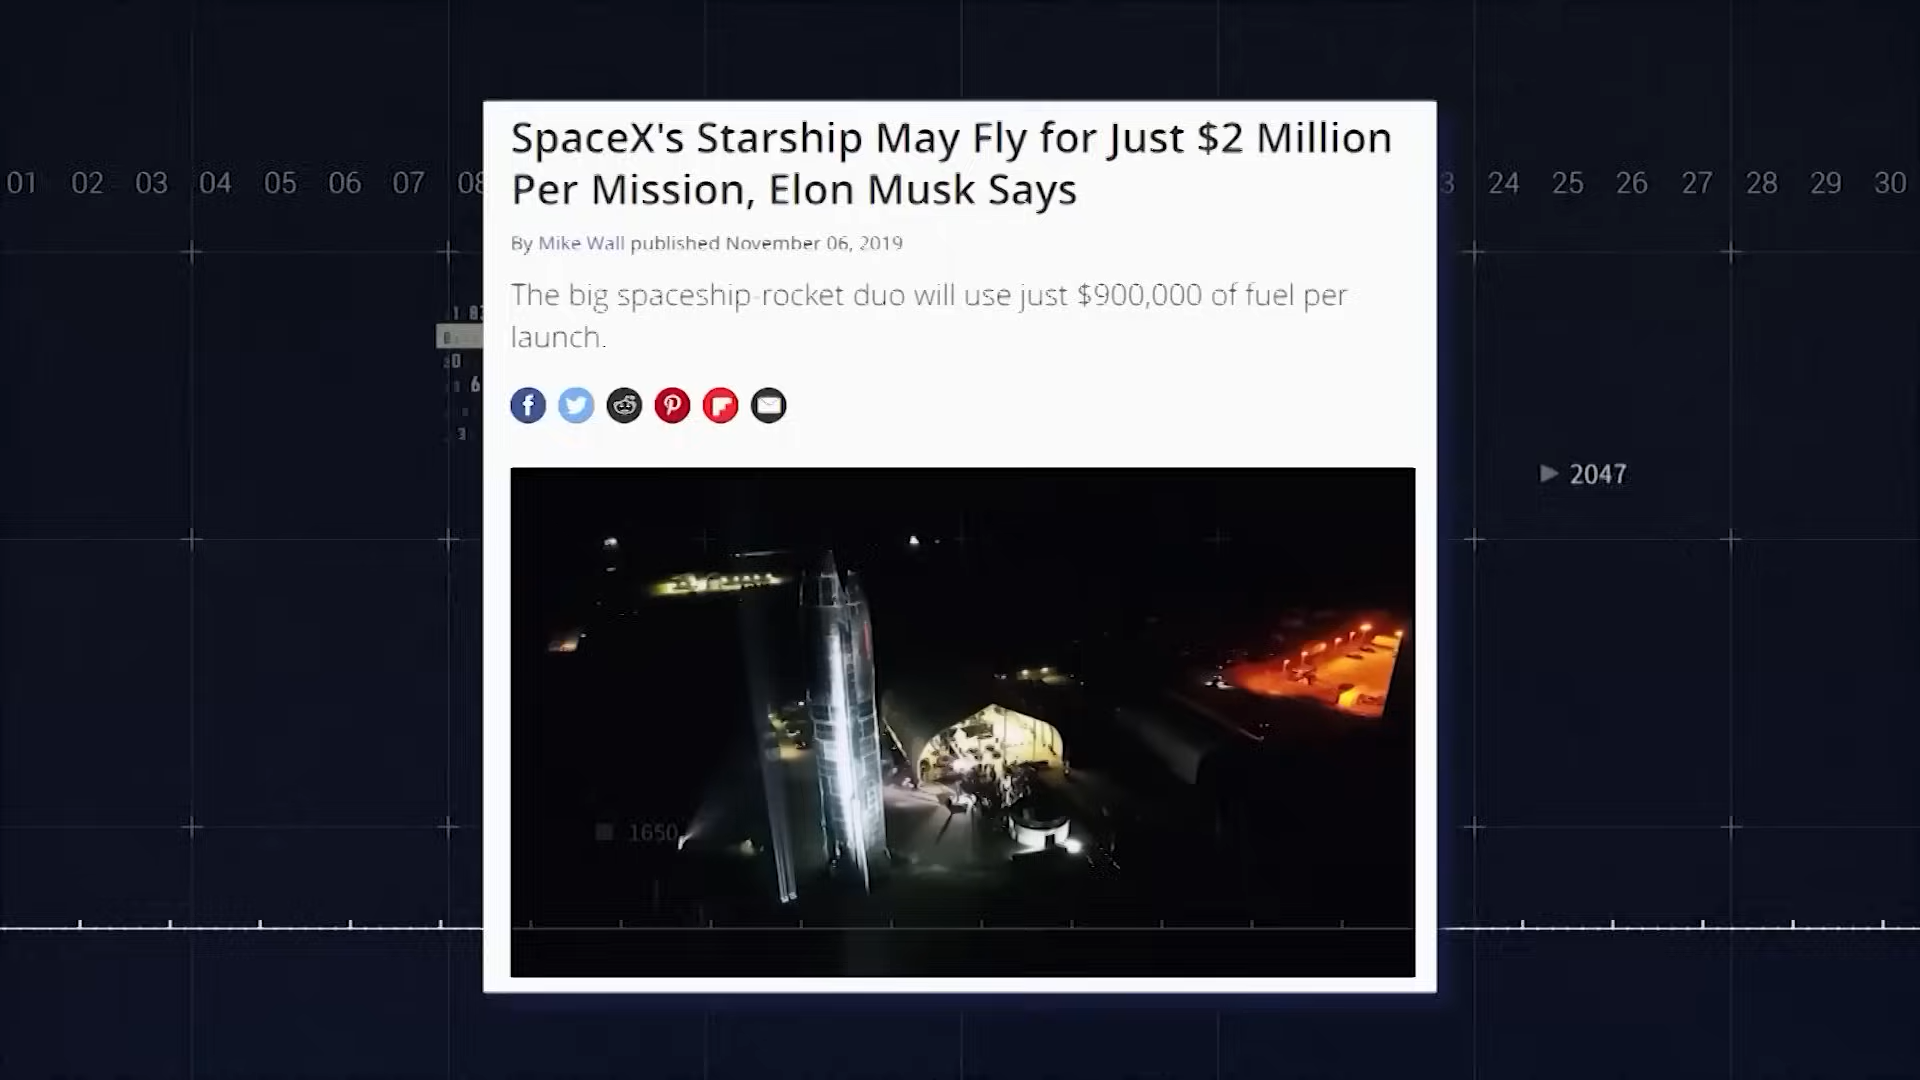 SpaceX's Starship May Fly for Just $2 Million
Per Mission, Elon Musk Says
By Mike Wall published November 06, 2019
The big spaceship-rocket duo will use just $900,000 of fuel per
launch.
01 02 03 04 05 06 07 08
3 24 25 26 27 28 29 30
2047
1650